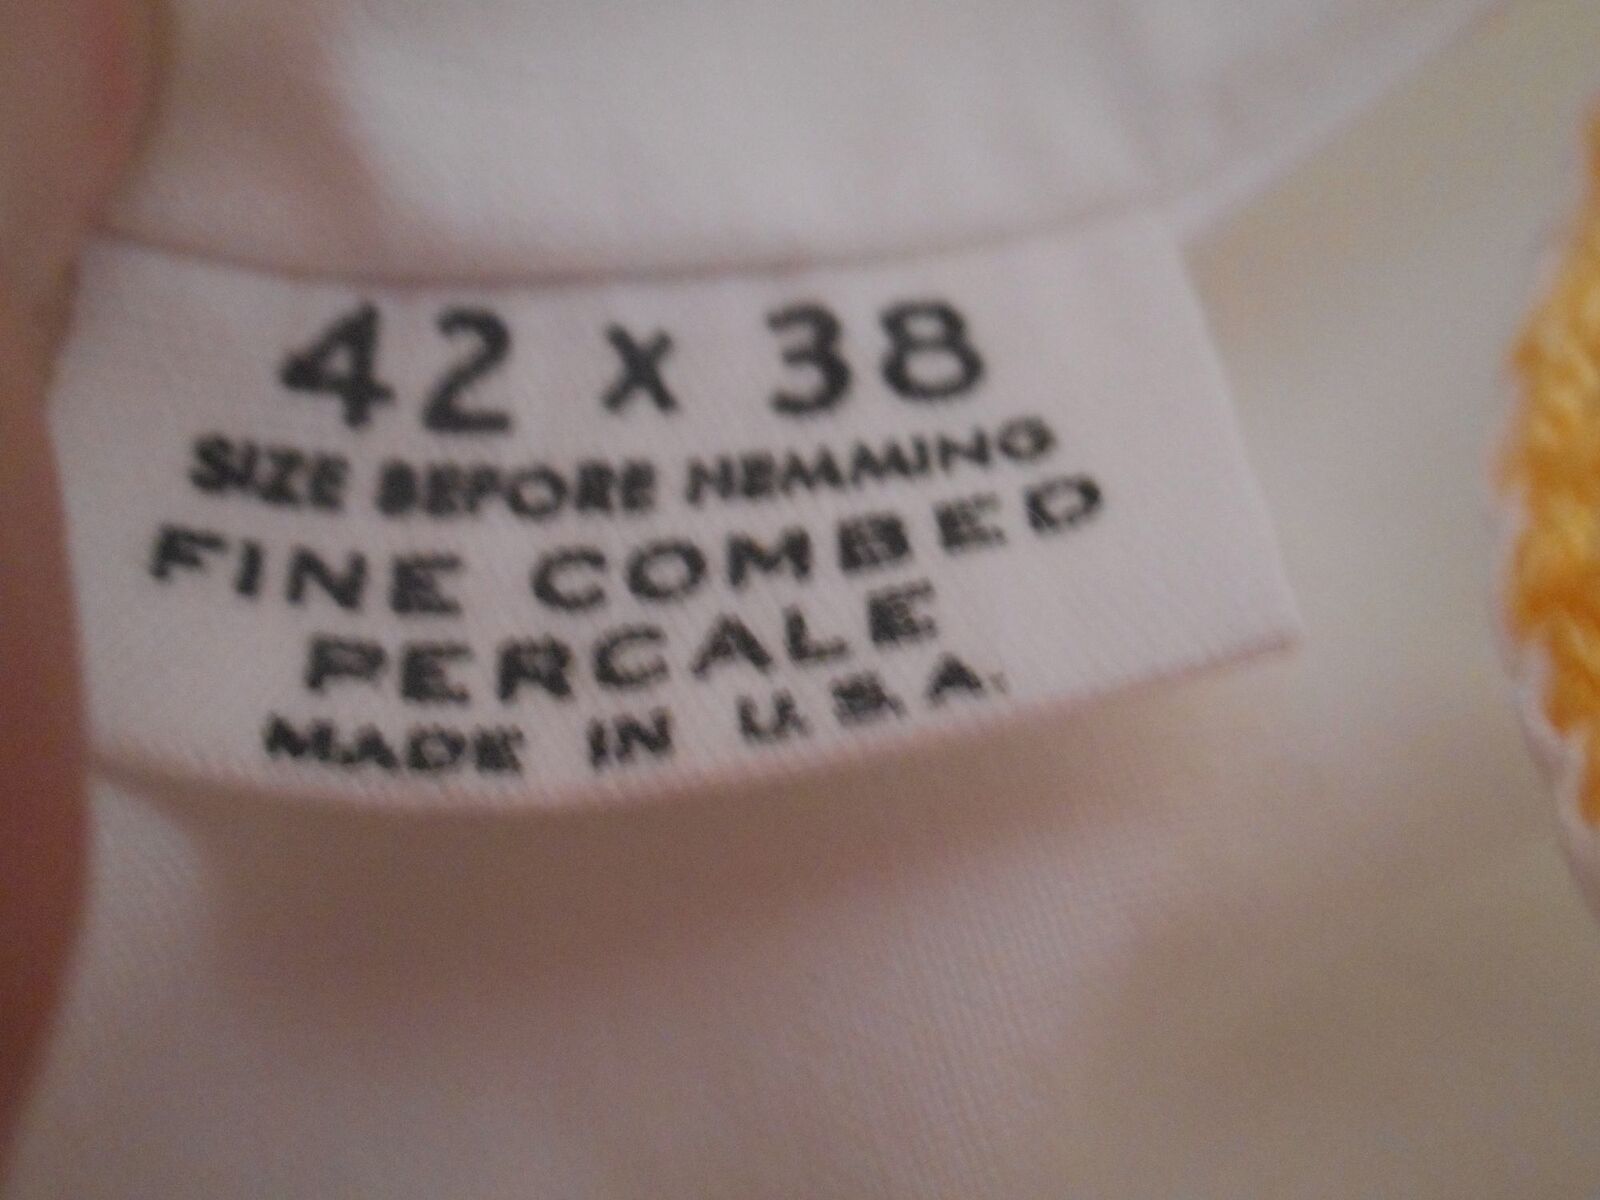 42 x 38
SIZE BEFORE HEMMING
FINE COMBED
PERCALE
MADE IN U.S.A.